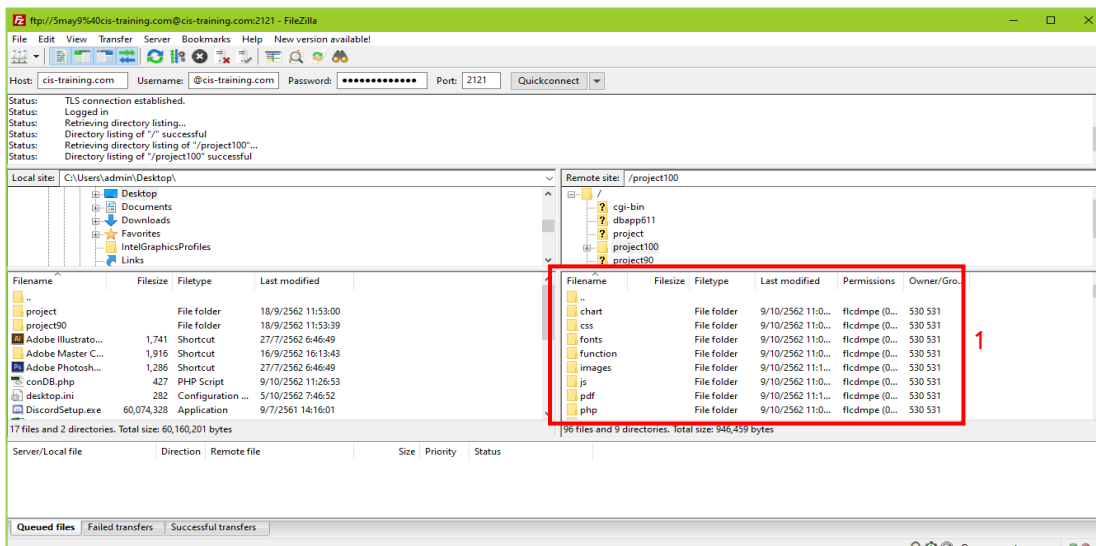 ftp://5may9%40cis-training.com@cis-training.com:2121 - FileZilla
File Edit View Transfer Server Bookmarks Help New version available!
Host: cis-training.com Username: @cis-training.com Password: ●●●●●●●●●●●●● Port: 2121 Quickconnect
Status: TLS connection established.
Status: Logged in
Status: Retrieving directory listing...
Status: Directory listing of "/" successful
Status: Retrieving directory listing of "/project100"...
Status: Directory listing of "/project100" successful
Local site: C:\Users\admin\Desktop\
Desktop
Documents
Downloads
Favorites
IntelGraphicsProfiles
Links
Remote site: /project100
/
? cgi-bin
? dbapp611
? project
project100
? project90
Filename Filesize Filetype Last modified
..
project File folder 18/9/2562 11:53:00
project90 File folder 18/9/2562 11:53:39
Ai Adobe Illustrato... 1,741 Shortcut 27/7/2562 6:46:49
Adobe Master C... 1,916 Shortcut 16/9/2562 16:13:43
Ps Adobe Photosh... 1,286 Shortcut 27/7/2562 6:46:49
conDB.php 427 PHP Script 9/10/2562 11:26:53
desktop.ini 282 Configuration ... 5/10/2562 7:46:52
DiscordSetup.exe 60,074,328 Application 9/7/2561 14:16:01
17 files and 2 directories. Total size: 60,160,201 bytes
Filename Filesize Filetype Last modified Permissions Owner/Gro...
..
chart File folder 9/10/2562 11:0... flcdmpe (0... 530 531
css File folder 9/10/2562 11:0... flcdmpe (0... 530 531
fonts File folder 9/10/2562 11:0... flcdmpe (0... 530 531
function File folder 9/10/2562 11:0... flcdmpe (0... 530 531
images File folder 9/10/2562 11:1... flcdmpe (0... 530 531
js File folder 9/10/2562 11:0... flcdmpe (0... 530 531
pdf File folder 9/10/2562 11:1... flcdmpe (0... 530 531
php File folder 9/10/2562 11:0... flcdmpe (0... 530 531
96 files and 9 directories. Total size: 946,459 bytes
1
Server/Local file Direction Remote file Size Priority Status
Queued files Failed transfers Successful transfers